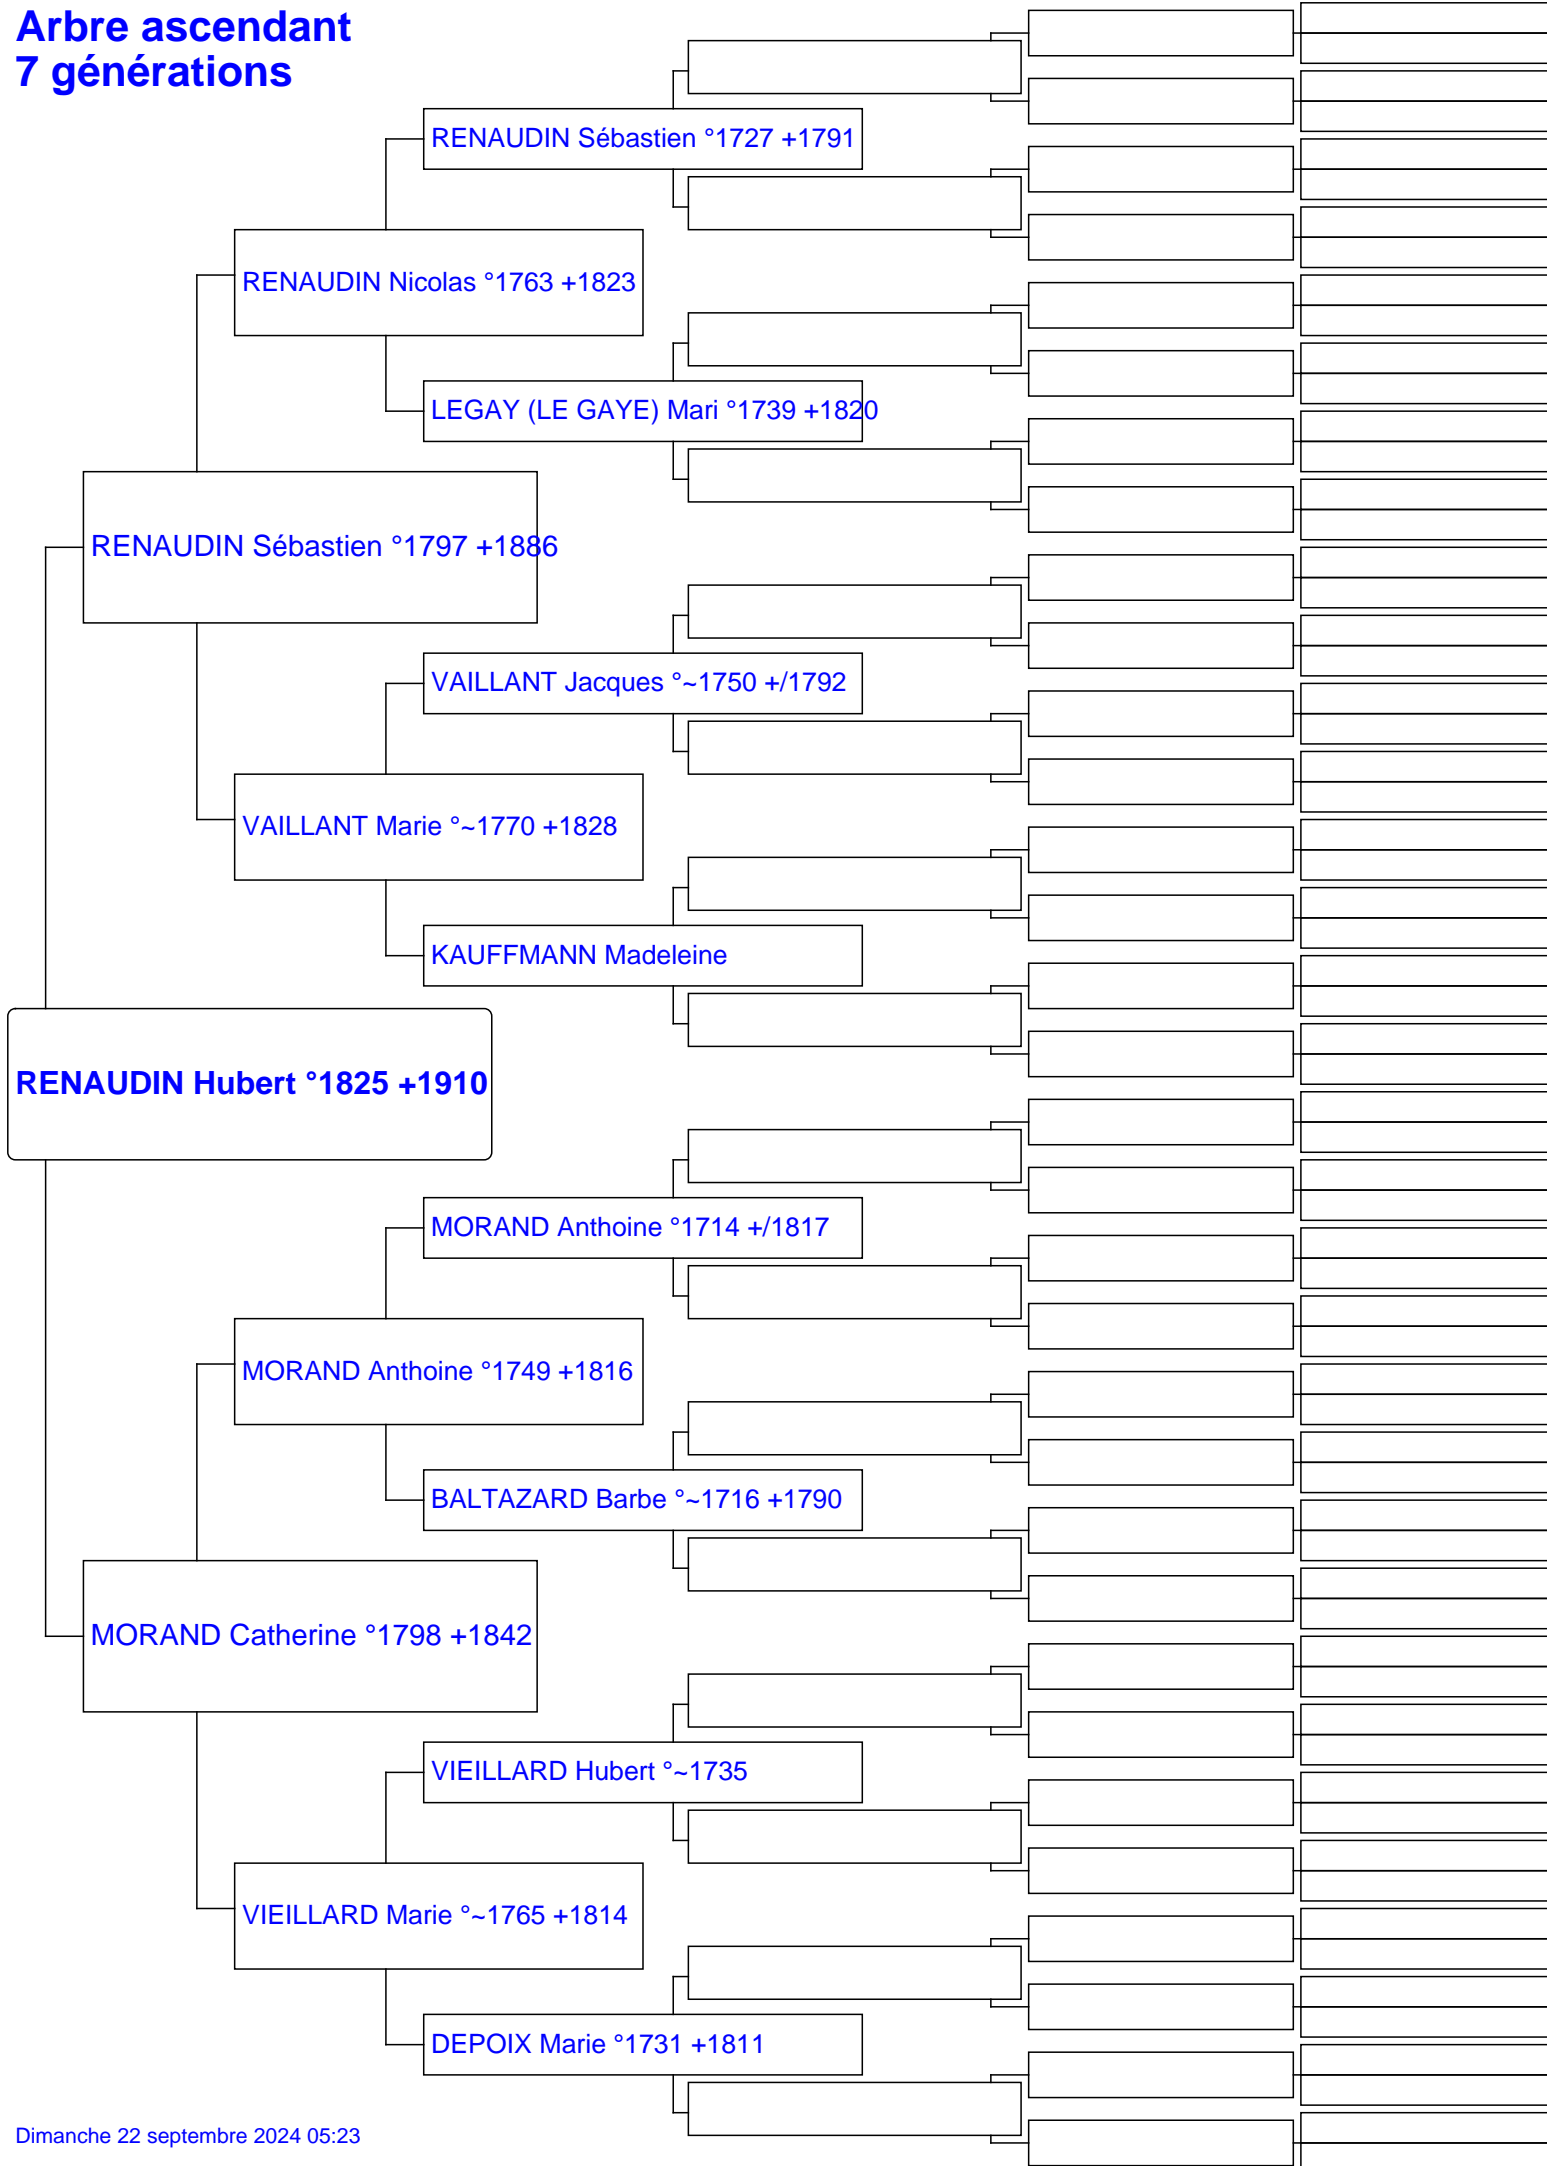 Arbre ascendant
7 générations
RENAUDIN Sébastien °1727 +1791
RENAUDIN Nicolas °1763 +1823
LEGAY (LE GAYE) Mari °1739 +1820
RENAUDIN Sébastien °1797 +1886
VAILLANT Jacques °~1750 +/1792
VAILLANT Marie °~1770 +1828
KAUFFMANN Madeleine
RENAUDIN Hubert °1825 +1910
MORAND Anthoine °1714 +/1817
MORAND Anthoine °1749 +1816
BALTAZARD Barbe °~1716 +1790
MORAND Catherine °1798 +1842
VIEILLARD Hubert °~1735
VIEILLARD Marie °~1765 +1814
DEPOIX Marie °1731 +1811
Dimanche 22 septembre 2024 05:23